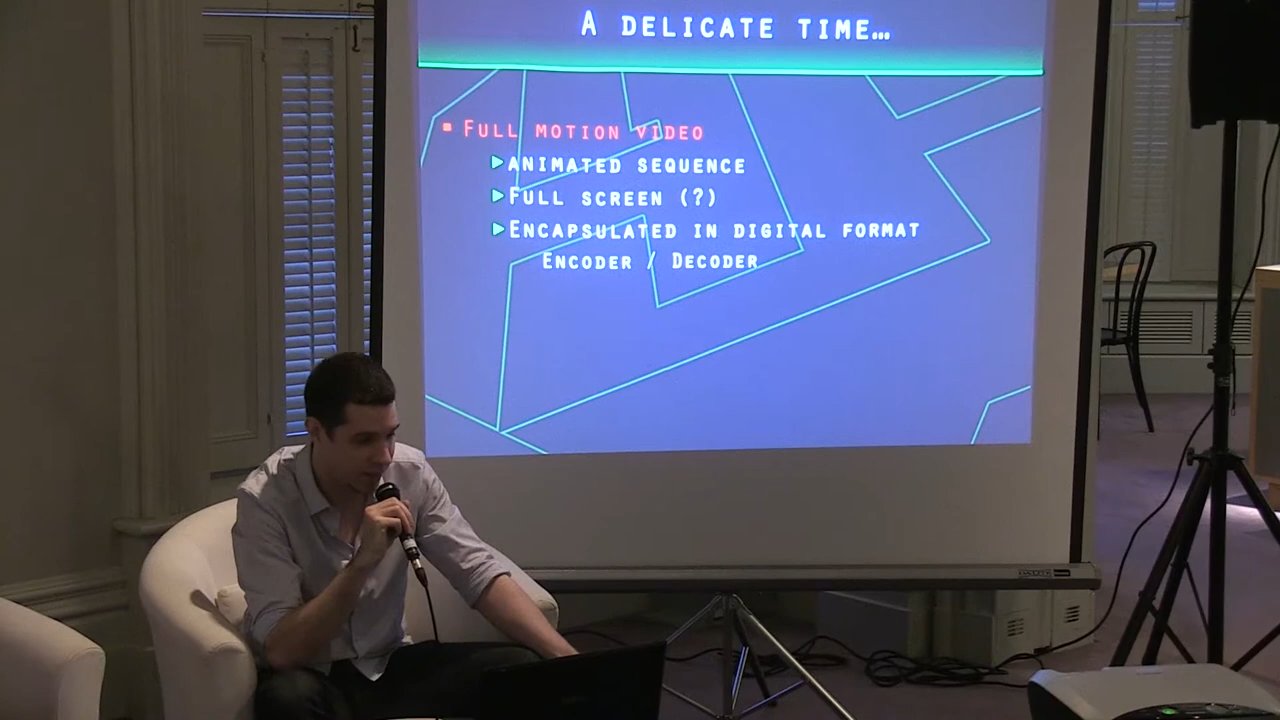 A DELICATE TIME…
FULL MOTION VIDEO
ANIMATED SEQUENCE
FULL SCREEN (?)
ENCAPSULATED IN DIGITAL FORMAT
ENCODER / DECODER